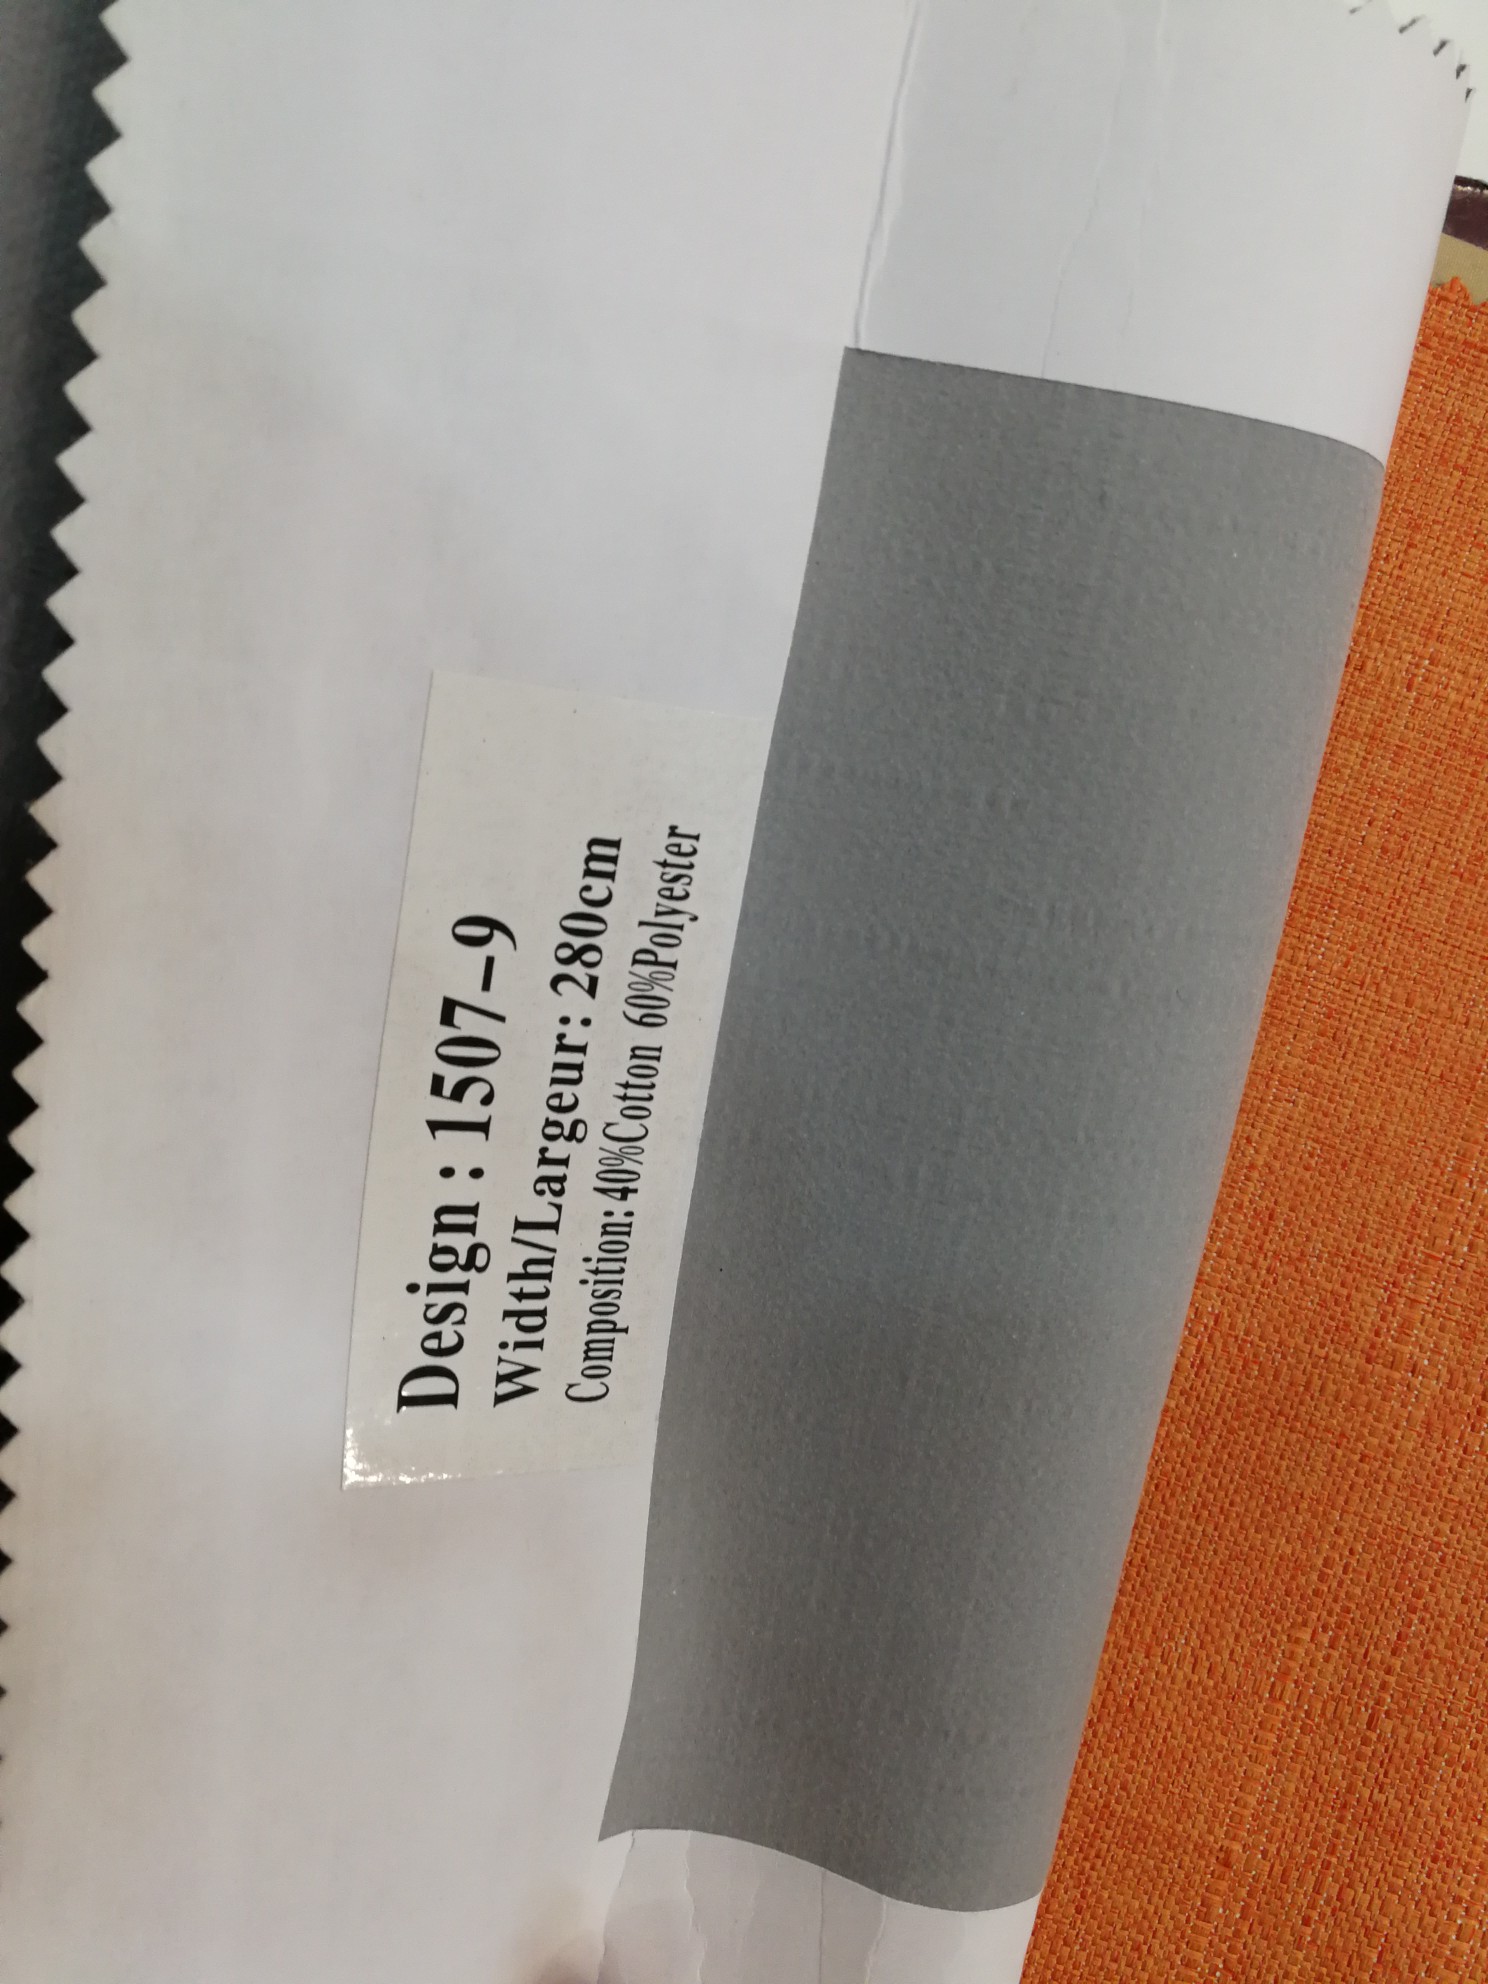 Design : 1507-9
Width/Largeur: 280cm
Composition: 40%Cotton 60%Polyester